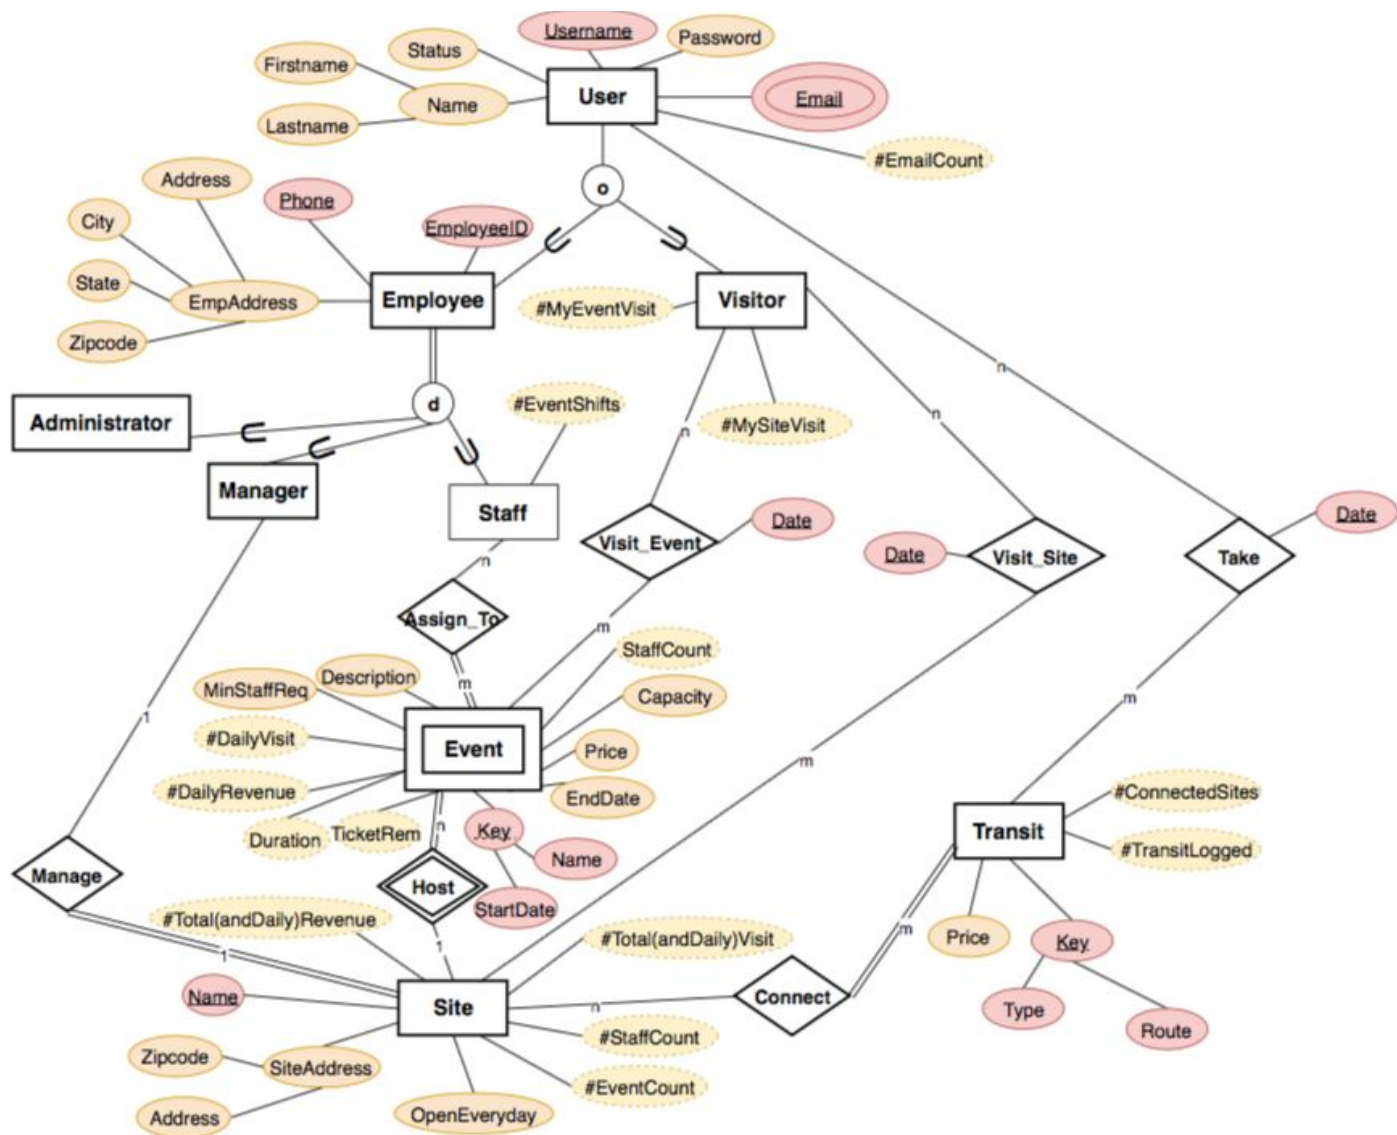 Username
Password
Status
Firstname
Name
User
Email
Lastname
#EmailCount
Address
o
Phone
City
EmployeeID
State
EmpAddress
Employee
#MyEventVisit
Visitor
Zipcode
n
d
#EventShifts
Administrator
#MySiteVisit
n
n
Manager
Staff
Date
Date
Visit_Event
Date
Visit_Site
Take
n
Assign_To
m
StaffCount
Description
MinStaffReq
m
Capacity
m
1
#DailyVisit
Event
Price
m
#DailyRevenue
EndDate
#ConnectedSites
n
Key
Duration
TicketRem
Transit
#TransitLogged
Name
Manage
Host
StartDate
#Total(andDaily)Revenue
1
1
#Total(andDaily)Visit
m
Price
Key
Name
Site
n
Connect
Type
Route
#StaffCount
Zipcode
SiteAddress
#EventCount
Address
OpenEveryday